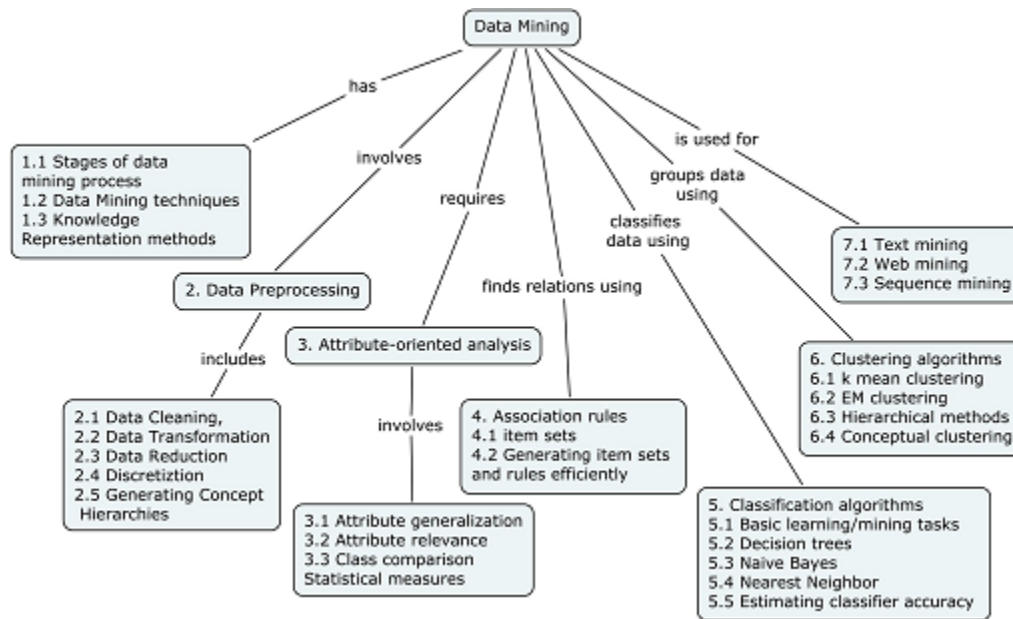 Data Mining
has
involves
requires
finds relations using
classifies
data using
groups data
using
is used for
1.1 Stages of data
mining process
1.2 Data Mining techniques
1.3 Knowledge
Representation methods
2. Data Preprocessing
includes
2.1 Data Cleaning,
2.2 Data Transformation
2.3 Data Reduction
2.4 Discretiztion
2.5 Generating Concept
Hierarchies
3. Attribute-oriented analysis
involves
3.1 Attribute generalization
3.2 Attribute relevance
3.3 Class comparison
Statistical measures
4. Association rules
4.1 item sets
4.2 Generating item sets
and rules efficiently
5. Classification algorithms
5.1 Basic learning/mining tasks
5.2 Decision trees
5.3 Naive Bayes
5.4 Nearest Neighbor
5.5 Estimating classifier accuracy
6. Clustering algorithms
6.1 k mean clustering
6.2 EM clustering
6.3 Hierarchical methods
6.4 Conceptual clustering
7.1 Text mining
7.2 Web mining
7.3 Sequence mining